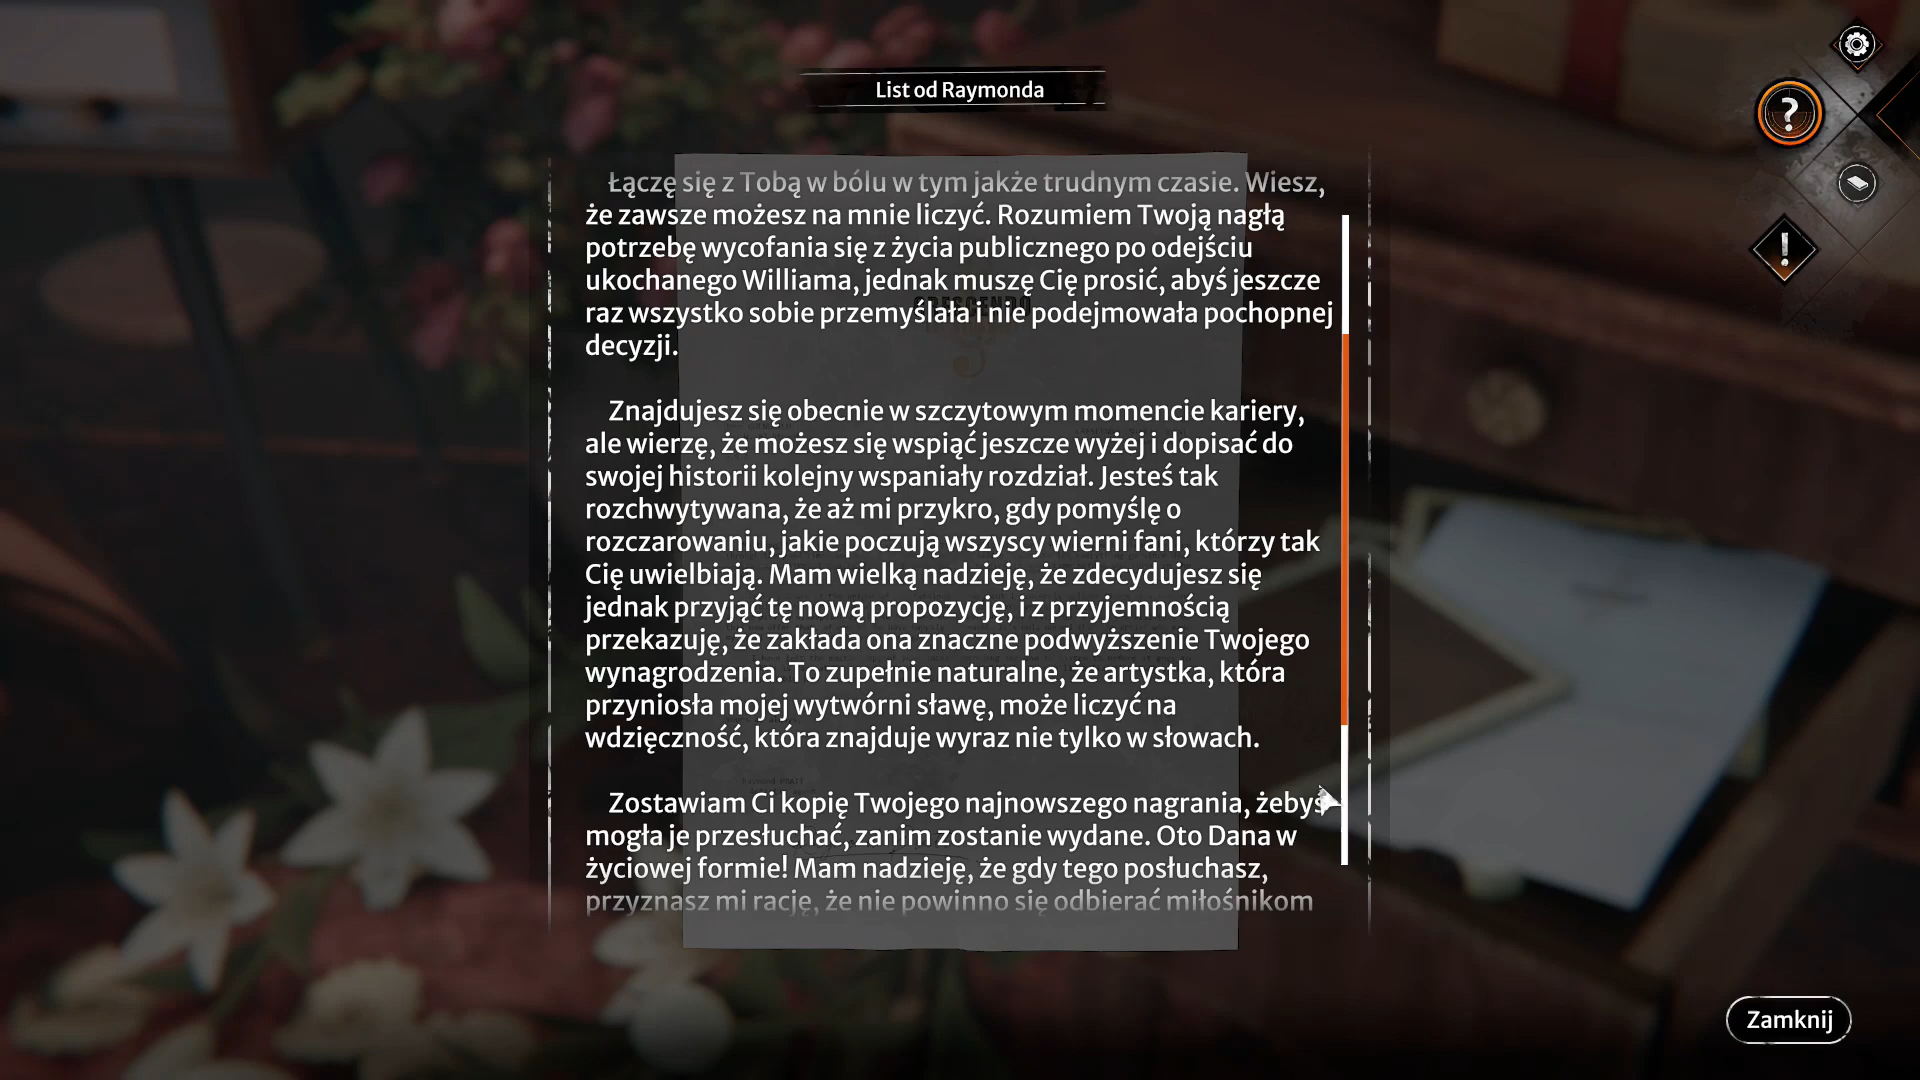 List od Raymonda
Łączę się z Tobą w bólu w tym jakże trudnym czasie. Wiesz,
że zawsze możesz na mnie liczyć. Rozumiem Twoją nagłą
potrzebę wycofania się z życia publicznego po odejściu
ukochanego Williama, jednak muszę Cię prosić, abyś jeszcze
raz wszystko sobie przemyślała i nie podejmowała pochopnej
decyzji.
Znajdujesz się obecnie w szczytowym momencie kariery,
ale wierzę, że możesz się wspiąć jeszcze wyżej i dopisać do
swojej historii kolejny wspaniały rozdział. Jesteś tak
rozchwytywana, że aż mi przykro, gdy pomyślę o
rozczarowaniu, jakie poczują wszyscy wierni fani, którzy tak
Cię uwielbiają. Mam wielką nadzieję, że zdecydujesz się
jednak przyjąć tę nową propozycję, i z przyjemnością
przekazuję, że zakłada ona znaczne podwyższenie Twojego
wynagrodzenia. To zupełnie naturalne, że artystka, która
przyniosła mojej wytwórni sławę, może liczyć na
wdzięczność, która znajduje wyraz nie tylko w słowach.
Zostawiam Ci kopię Twojego najnowszego nagrania, żebyś
mogła je przesłuchać, zanim zostanie wydane. Oto Dana w
życiowej formie! Mam nadzieję, że gdy tego posłuchasz,
przyznasz mi rację, że nie powinno się odbierać miłośnikom
Zamknij